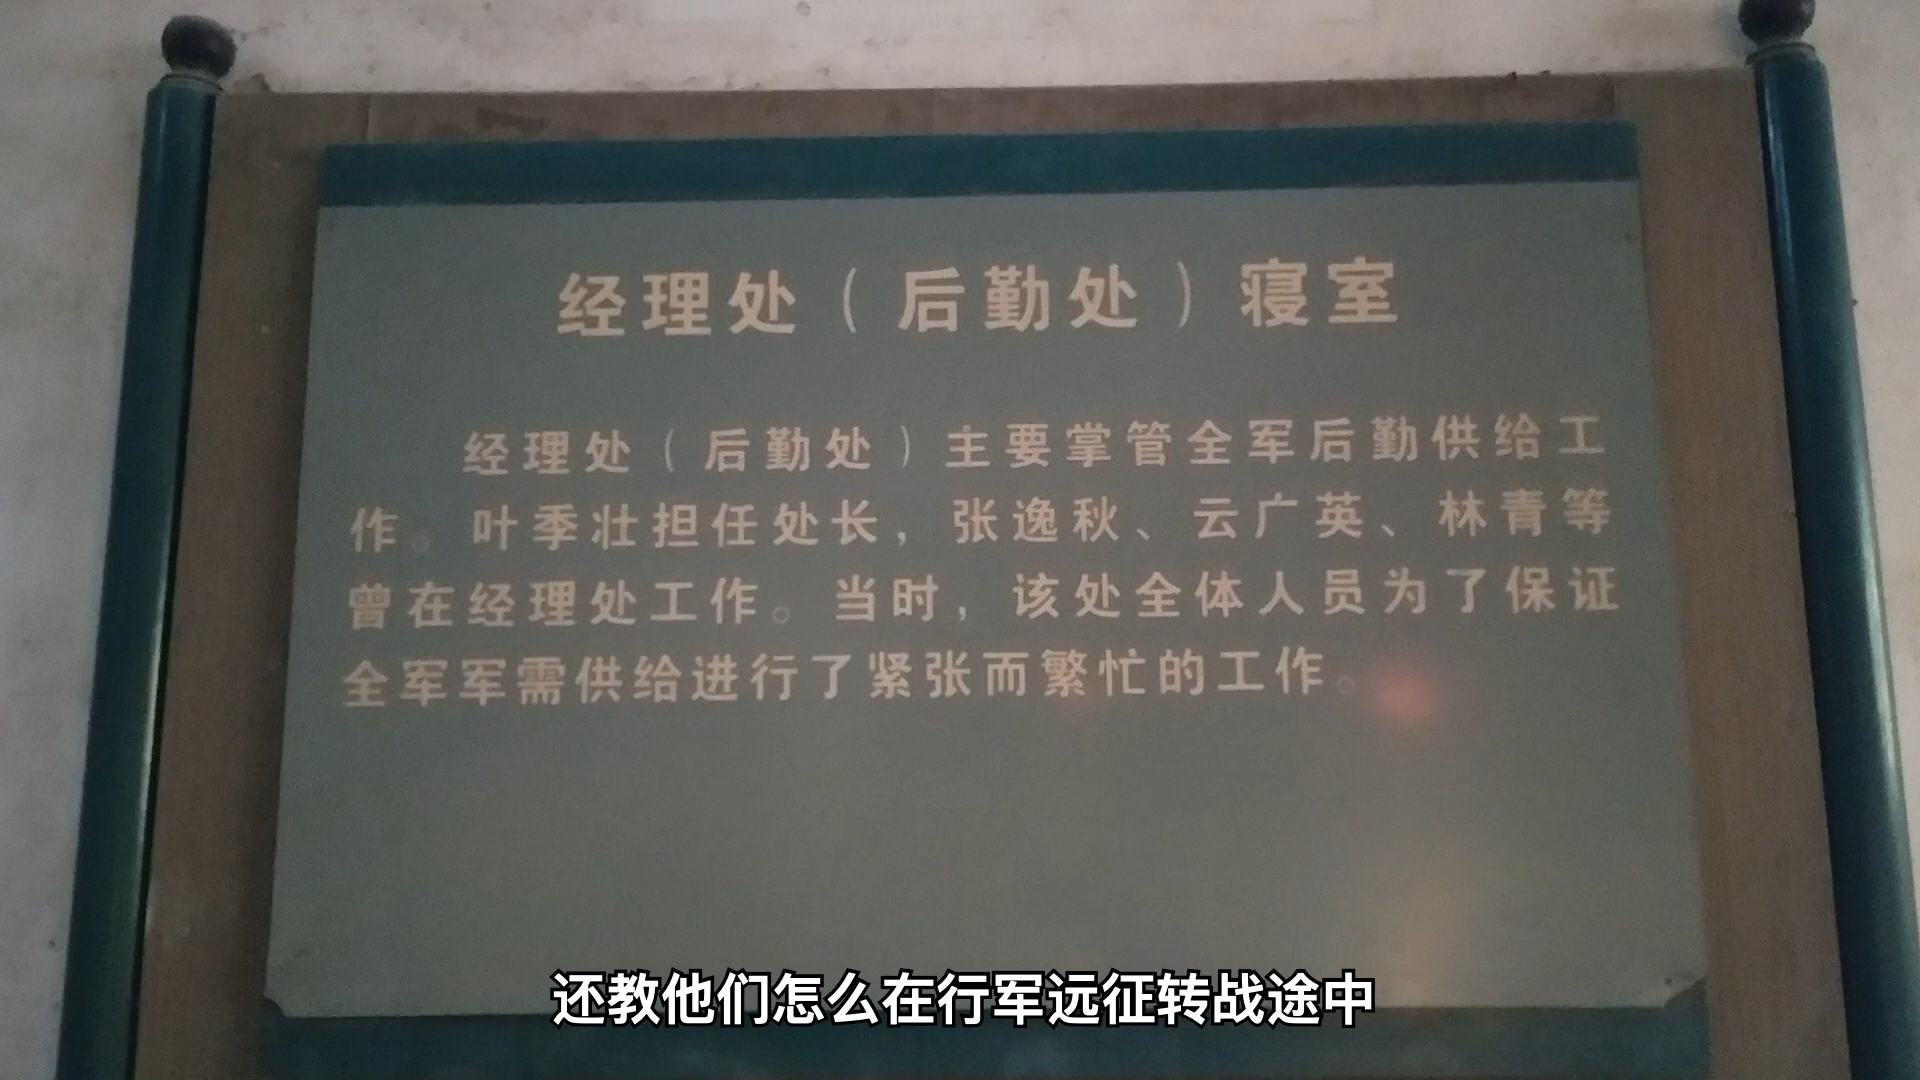 经理处（后勤处）寝室
经理处（后勤处）主要掌管全军后勤供给工
作。叶季壮担任处长，张逸秋、云广英、林青等
曾在经理处工作。当时，该处全体人员为了保证
全军军需供给进行了紧张而繁忙的工作。
还教他们怎么在行军远征转战途中